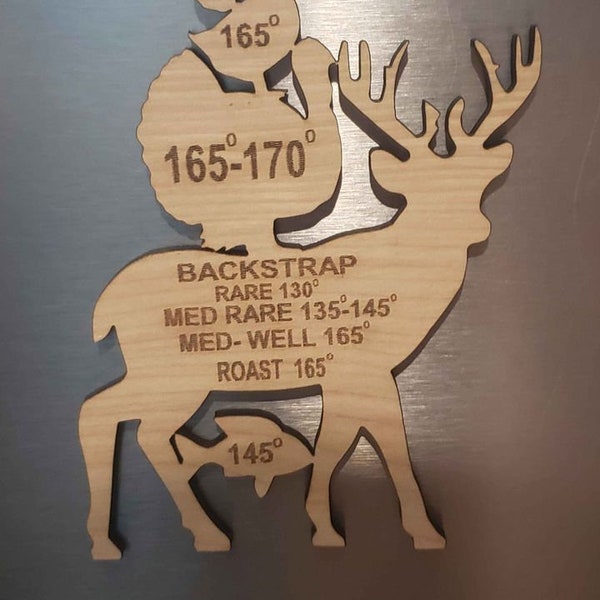 165°
165-170°
BACKSTRAP
RARE 130°
MED RARE 135-145°
MED-WELL 165°
ROAST 165°
145°